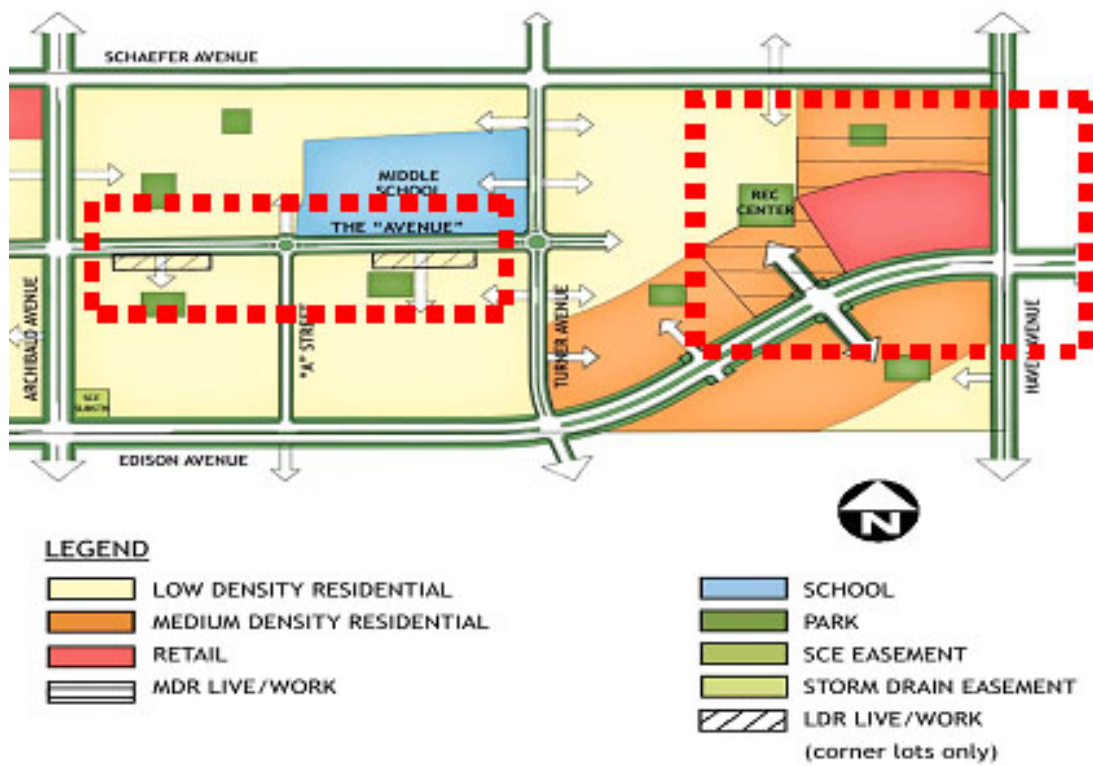 SCHAEFER AVENUE
MIDDLE
SCHOOL
THE "AVENUE"
REC
CENTER
ARCHIBALD AVENUE
"A" STREET
TURNER AVENUE
HAVEN AVENUE
SCE
SUBSTN
EDISON AVENUE
N
LEGEND
LOW DENSITY RESIDENTIAL
MEDIUM DENSITY RESIDENTIAL
RETAIL
MDR LIVE/WORK
SCHOOL
PARK
SCE EASEMENT
STORM DRAIN EASEMENT
LDR LIVE/WORK
(corner lots only)